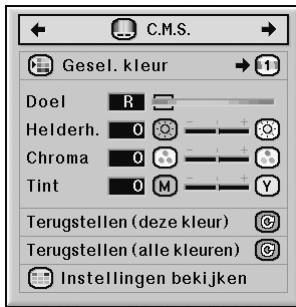 C.M.S.
Gesel. kleur 1
Doel R
Helderh. 0 - +
Chroma 0 - +
Tint 0 M Y
Terugstellen (deze kleur)
Terugstellen (alle kleuren)
Instellingen bekijken